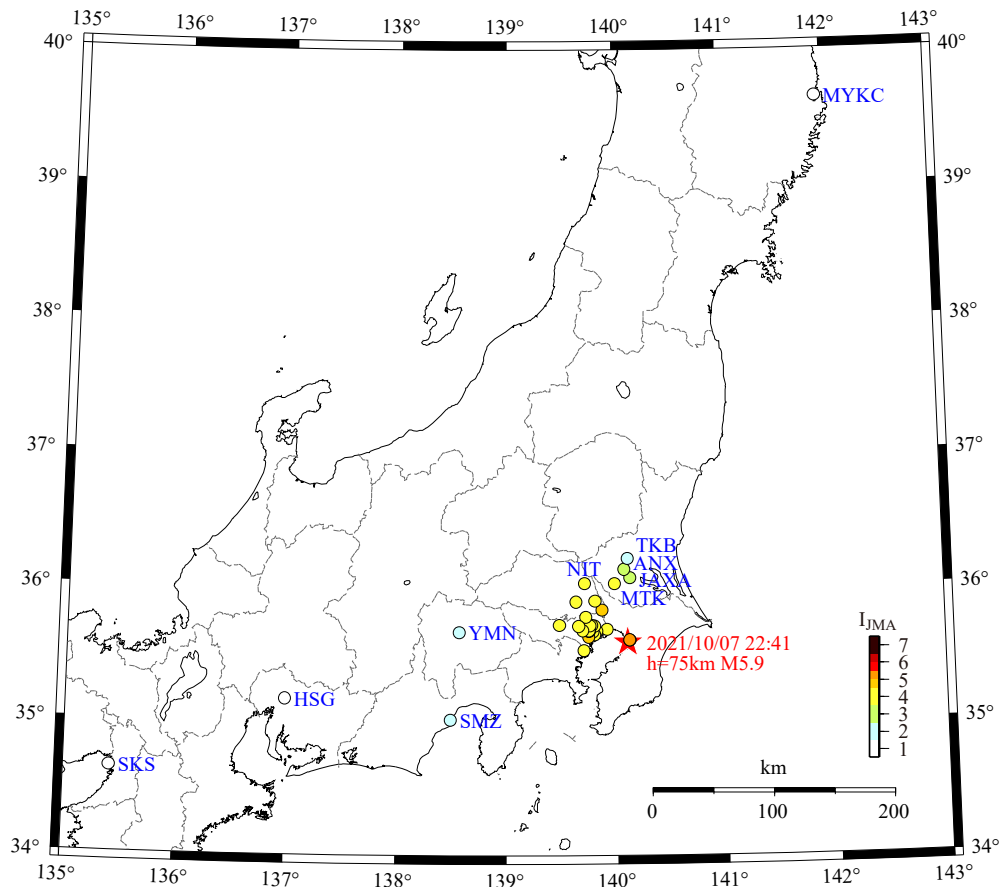 135° 136° 137° 138° 139° 140° 141° 142° 143°
40° 40°
MYKC
39° 39°
38° 38°
37° 37°
TKB
ANX
NIT
JAXA
36° 36°
MTK
YMN
2021/10/07 22:41
h=75km M5.9
IJMA
7
6
5
4
3
2
1
HSG
35° 35°
SMZ
SKS
km
0 100 200
34° 34°
135° 136° 137° 138° 139° 140° 141° 142° 143°